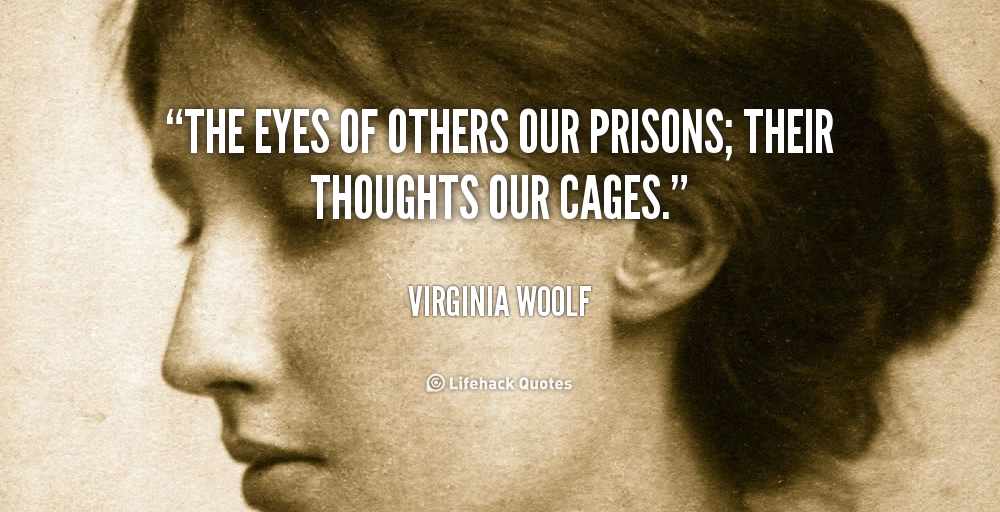 “THE EYES OF OTHERS OUR PRISONS; THEIR
THOUGHTS OUR CAGES.”
VIRGINIA WOOLF
Lifehack Quotes